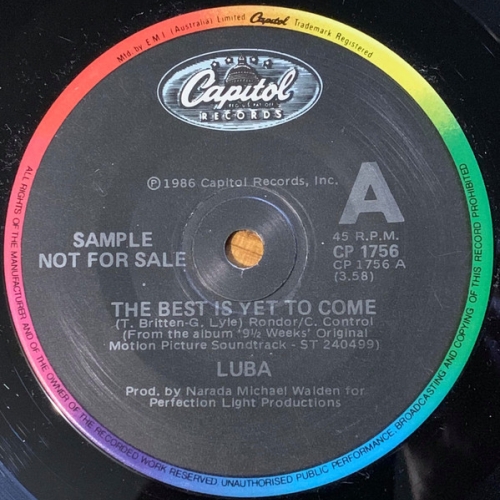 Mfd. by E.M.I. (Australia) Limited Capitol Trademark Registered
Capitol
RECORDS
℗ 1986 Capitol Records, Inc.
A
SAMPLE
NOT FOR SALE
45 R.P.M.
CP 1756
CP 1756 A
(3.58)
THE BEST IS YET TO COME
(T. Britten-G. Lyle) Rondor/C. Control
(From the album '9½ Weeks' Original
Motion Picture Soundtrack - ST 240499)
LUBA
Prod. by Narada Michael Walden for
Perfection Light Productions
ALL RIGHTS OF THE MANUFACTURER AND OF THE OWNER OF THE RECORDED WORK RESERVED. UNAUTHORISED PUBLIC PERFORMANCE, BROADCASTING AND COPYING OF THIS RECORD PROHIBITED